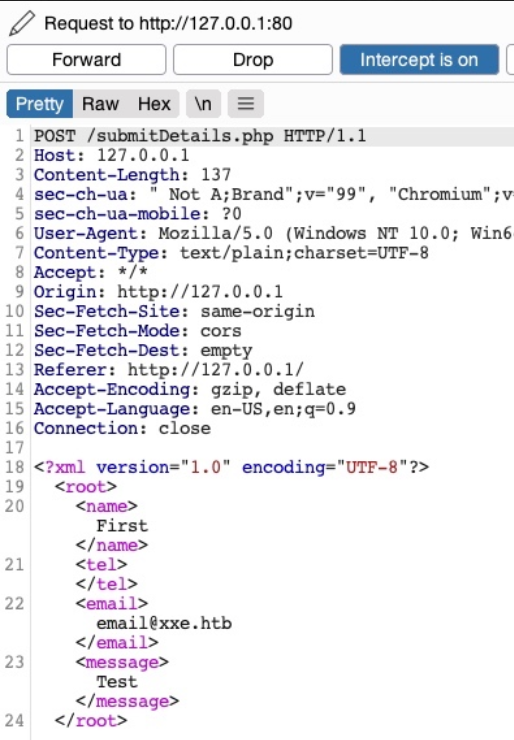 Request to http://127.0.0.1:80
Forward Drop Intercept is on
Pretty Raw Hex \n
1 POST /submitDetails.php HTTP/1.1
2 Host: 127.0.0.1
3 Content-Length: 137
4 sec-ch-ua: " Not A;Brand";v="99", "Chromium";v
5 sec-ch-ua-mobile: ?0
6 User-Agent: Mozilla/5.0 (Windows NT 10.0; Win6
7 Content-Type: text/plain;charset=UTF-8
8 Accept: */*
9 Origin: http://127.0.0.1
10 Sec-Fetch-Site: same-origin
11 Sec-Fetch-Mode: cors
12 Sec-Fetch-Dest: empty
13 Referer: http://127.0.0.1/
14 Accept-Encoding: gzip, deflate
15 Accept-Language: en-US,en;q=0.9
16 Connection: close
17
18 <?xml version="1.0" encoding="UTF-8"?>
19 <root>
20 <name>
First
</name>
21 <tel>
</tel>
22 <email>
email@xxe.htb
</email>
23 <message>
Test
</message>
24 </root>